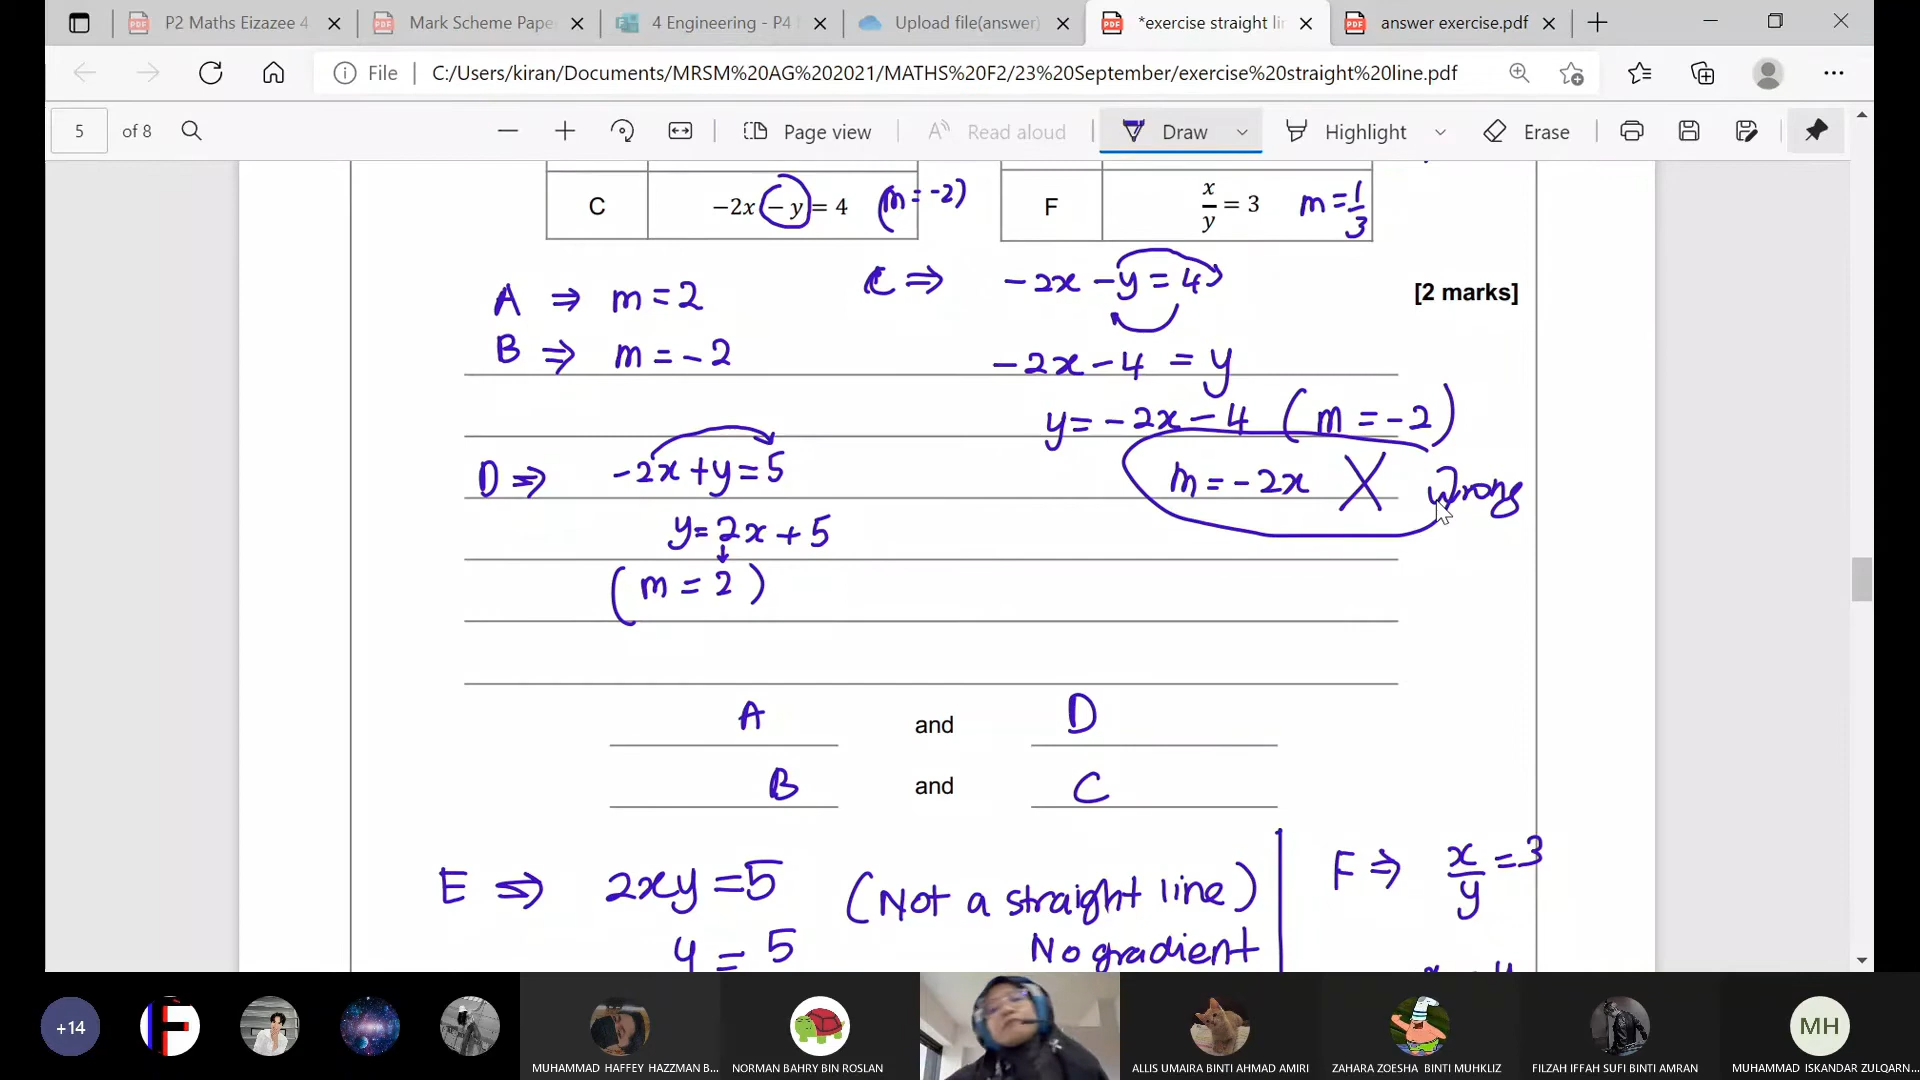 P2 Maths Eizazee 4
Mark Scheme Pape
4 Engineering - P4
Upload file(answer)
*exercise straight li
answer exercise.pdf
File
C:/Users/kiran/Documents/MRSM%20AG%202021/MATHS%20F2/23%20September/exercise%20straight%20line.pdf
5 of 8
Page view
Read aloud
Draw
Highlight
Erase
C −2x − y = 4 (m = -2)
F x/y = 3 m = 1/3
A ⇒ m = 2
C ⇒ -2x - y = 4
[2 marks]
B ⇒ m = -2
-2x - 4 = y
y = -2x - 4 (m = -2)
D ⇒ -2x + y = 5
m = -2x X wrong
y = 2x + 5
(m = 2)
A and D
B and C
E ⇒ 2xy = 5 (Not a straight line)
F ⇒ x/y = 3
y = 5
No gradient
+14
F
MUHAMMAD HAFFEY HAZZMAN B...
NORMAN BAHRY BIN ROSLAN
ALLIS UMAIRA BINTI AHMAD AMIRI
ZAHARA ZOESHA BINTI MUHKLIZ
FILZAH IFFAH SUFI BINTI AMRAN
MH
MUHAMMAD ISKANDAR ZULQARN...